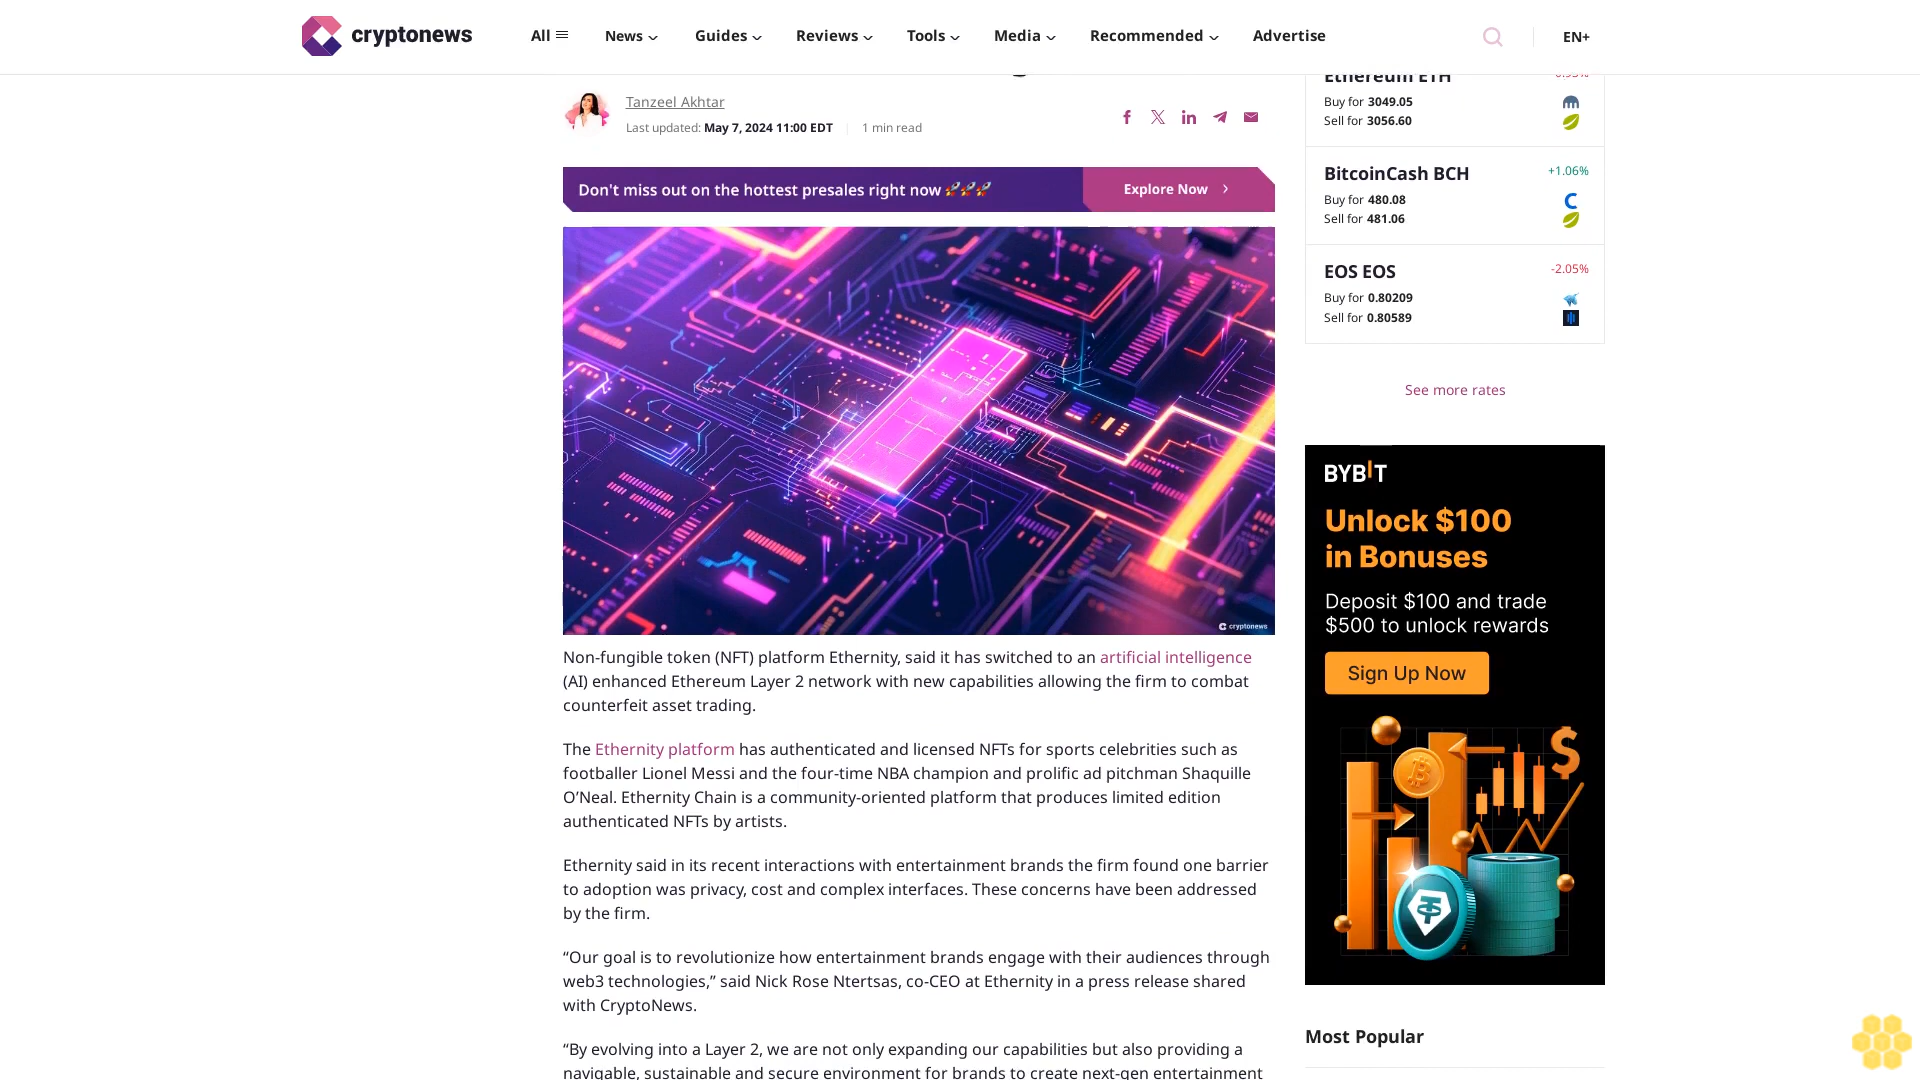 cryptonews
All
News
Guides
Reviews
Tools
Media
Recommended
Advertise
EN+
Tanzeel Akhtar
Last updated: May 7, 2024 11:00 EDT
1 min read
Don't miss out on the hottest presales right now 🚀🚀🚀
Explore Now
cryptonews
Non-fungible token (NFT) platform Ethernity, said it has switched to an artificial intelligence
(AI) enhanced Ethereum Layer 2 network with new capabilities allowing the firm to combat
counterfeit asset trading.
The Ethernity platform has authenticated and licensed NFTs for sports celebrities such as
footballer Lionel Messi and the four-time NBA champion and prolific ad pitchman Shaquille
O’Neal. Ethernity Chain is a community-oriented platform that produces limited edition
authenticated NFTs by artists.
Ethernity said in its recent interactions with entertainment brands the firm found one barrier
to adoption was privacy, cost and complex interfaces. These concerns have been addressed
by the firm.
“Our goal is to revolutionize how entertainment brands engage with their audiences through
web3 technologies,” said Nick Rose Ntertsas, co-CEO at Ethernity in a press release shared
with CryptoNews.
“By evolving into a Layer 2, we are not only expanding our capabilities but also providing a
navigable, sustainable and secure environment for brands to create next-gen entertainment
Ethereum ETH
Buy for 3049.05
Sell for 3056.60
BitcoinCash BCH
+1.06%
Buy for 480.08
Sell for 481.06
EOS EOS
-2.05%
Buy for 0.80209
Sell for 0.80589
See more rates
BYBIT
Unlock $100
in Bonuses
Deposit $100 and trade
$500 to unlock rewards
Sign Up Now
Most Popular